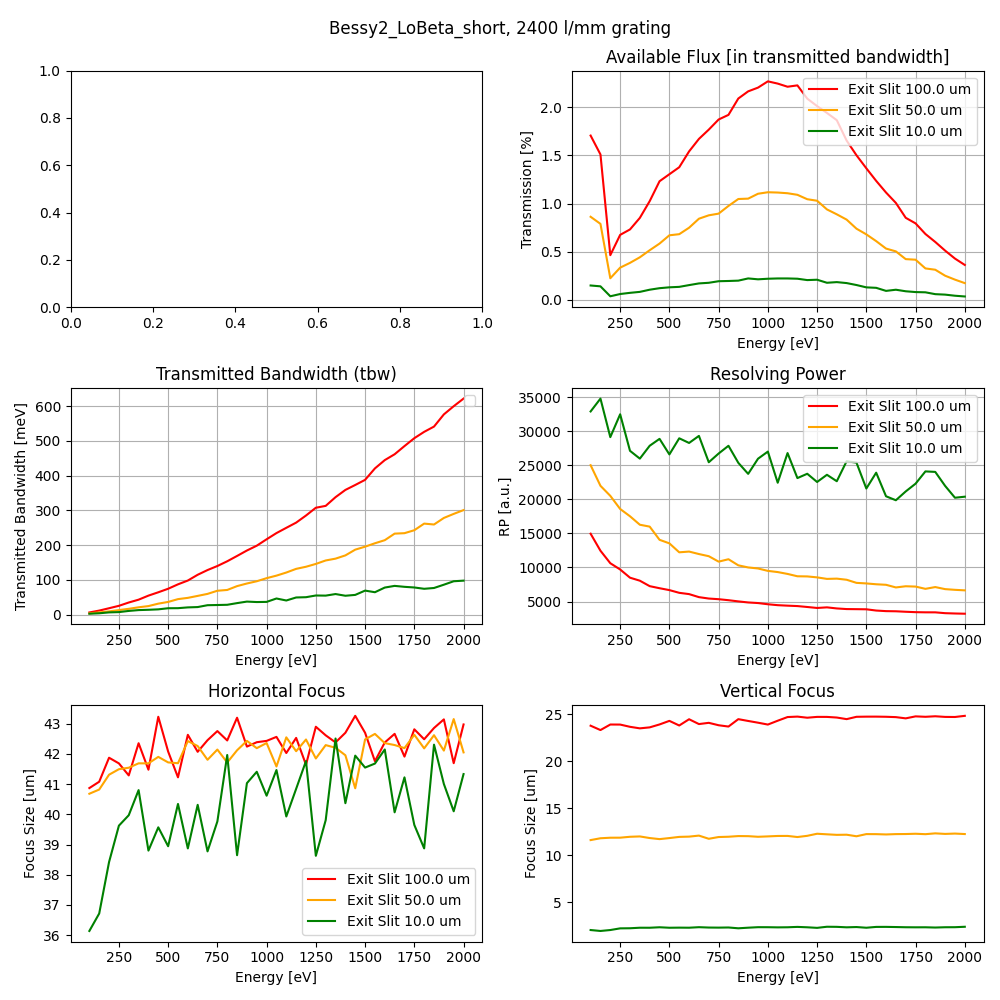 Bessy2_LoBeta_short, 2400 l/mm grating
1.0
0.8
0.6
0.4
0.2
0.0
0.0 0.2 0.4 0.6 0.8 1.0
Available Flux [in transmitted bandwidth]
Transmission [%]
2.0
1.5
1.0
0.5
0.0
Exit Slit 100.0 um
Exit Slit 50.0 um
Exit Slit 10.0 um
250 500 750 1000 1250 1500 1750 2000
Energy [eV]
Transmitted Bandwidth (tbw)
Transmitted Bandwidth [meV]
600
500
400
300
200
100
0
250 500 750 1000 1250 1500 1750 2000
Energy [eV]
Resolving Power
RP [a.u.]
35000
30000
25000
20000
15000
10000
5000
Exit Slit 100.0 um
Exit Slit 50.0 um
Exit Slit 10.0 um
250 500 750 1000 1250 1500 1750 2000
Energy [eV]
Horizontal Focus
Focus Size [um]
43
42
41
40
39
38
37
36
Exit Slit 100.0 um
Exit Slit 50.0 um
Exit Slit 10.0 um
250 500 750 1000 1250 1500 1750 2000
Energy [eV]
Vertical Focus
Focus Size [um]
25
20
15
10
5
250 500 750 1000 1250 1500 1750 2000
Energy [eV]